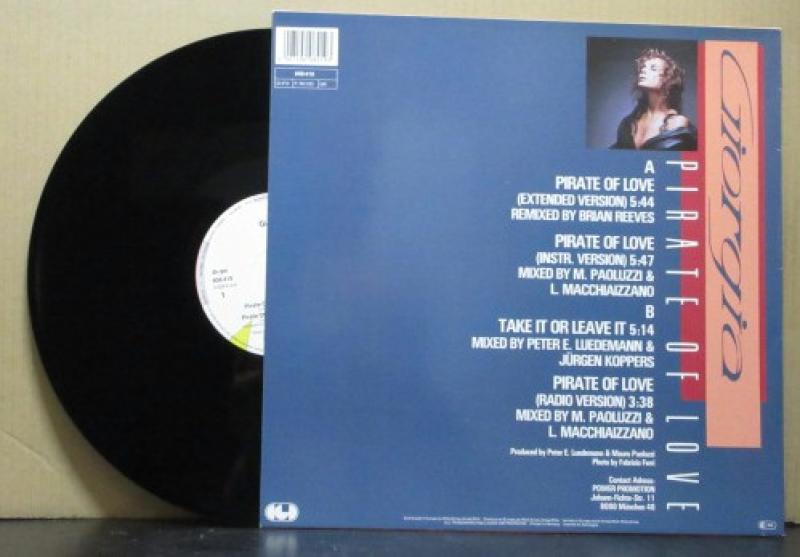 Giorgia
PIRATE OF LOVE
A
PIRATE OF LOVE
(EXTENDED VERSION) 5:44
REMIXED BY BRIAN REEVES
PIRATE OF LOVE
(INSTR. VERSION) 5:47
MIXED BY M. PAOLUZZI &
L. MACCHIAIZZANO
B
TAKE IT OR LEAVE IT 5:14
MIXED BY PETER E. LUEDEMANN &
JÜRGEN KOPPERS
PIRATE OF LOVE
(RADIO VERSION) 3:38
MIXED BY M. PAOLUZZI &
L. MACCHIAIZZANO
Produced by Peter E. Luedemann & Mauro Paoluzzi
Photo by Fabrizio Ferri
Contact Adress:
POWER PROMOTION
Johann-Fichte-Str. 11
8000 München 40
1